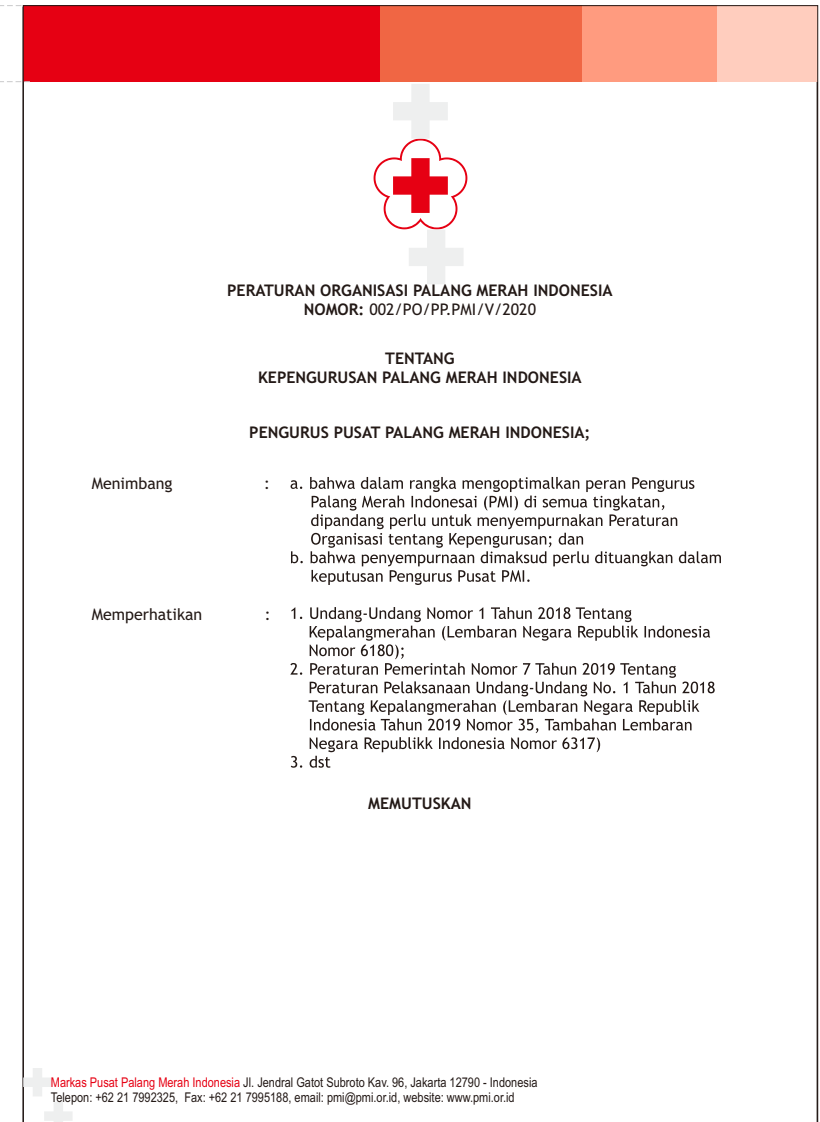 PERATURAN ORGANISASI PALANG MERAH INDONESIA
NOMOR: 002/PO/PP.PMI/V/2020
TENTANG
KEPENGURUSAN PALANG MERAH INDONESIA
PENGURUS PUSAT PALANG MERAH INDONESIA;
Menimbang : a. bahwa dalam rangka mengoptimalkan peran Pengurus
Palang Merah Indonesai (PMI) di semua tingkatan,
dipandang perlu untuk menyempurnakan Peraturan
Organisasi tentang Kepengurusan; dan
b. bahwa penyempurnaan dimaksud perlu dituangkan dalam
keputusan Pengurus Pusat PMI.
Memperhatikan : 1. Undang-Undang Nomor 1 Tahun 2018 Tentang
Kepalangmerahan (Lembaran Negara Republik Indonesia
Nomor 6180);
2. Peraturan Pemerintah Nomor 7 Tahun 2019 Tentang
Peraturan Pelaksanaan Undang-Undang No. 1 Tahun 2018
Tentang Kepalangmerahan (Lembaran Negara Republik
Indonesia Tahun 2019 Nomor 35, Tambahan Lembaran
Negara Republikk Indonesia Nomor 6317)
3. dst
MEMUTUSKAN
Markas Pusat Palang Merah Indonesia Jl. Jendral Gatot Subroto Kav. 96, Jakarta 12790 - Indonesia
Telepon: +62 21 7992325, Fax: +62 21 7995188, email: pmi@pmi.or.id, website: www.pmi.or.id